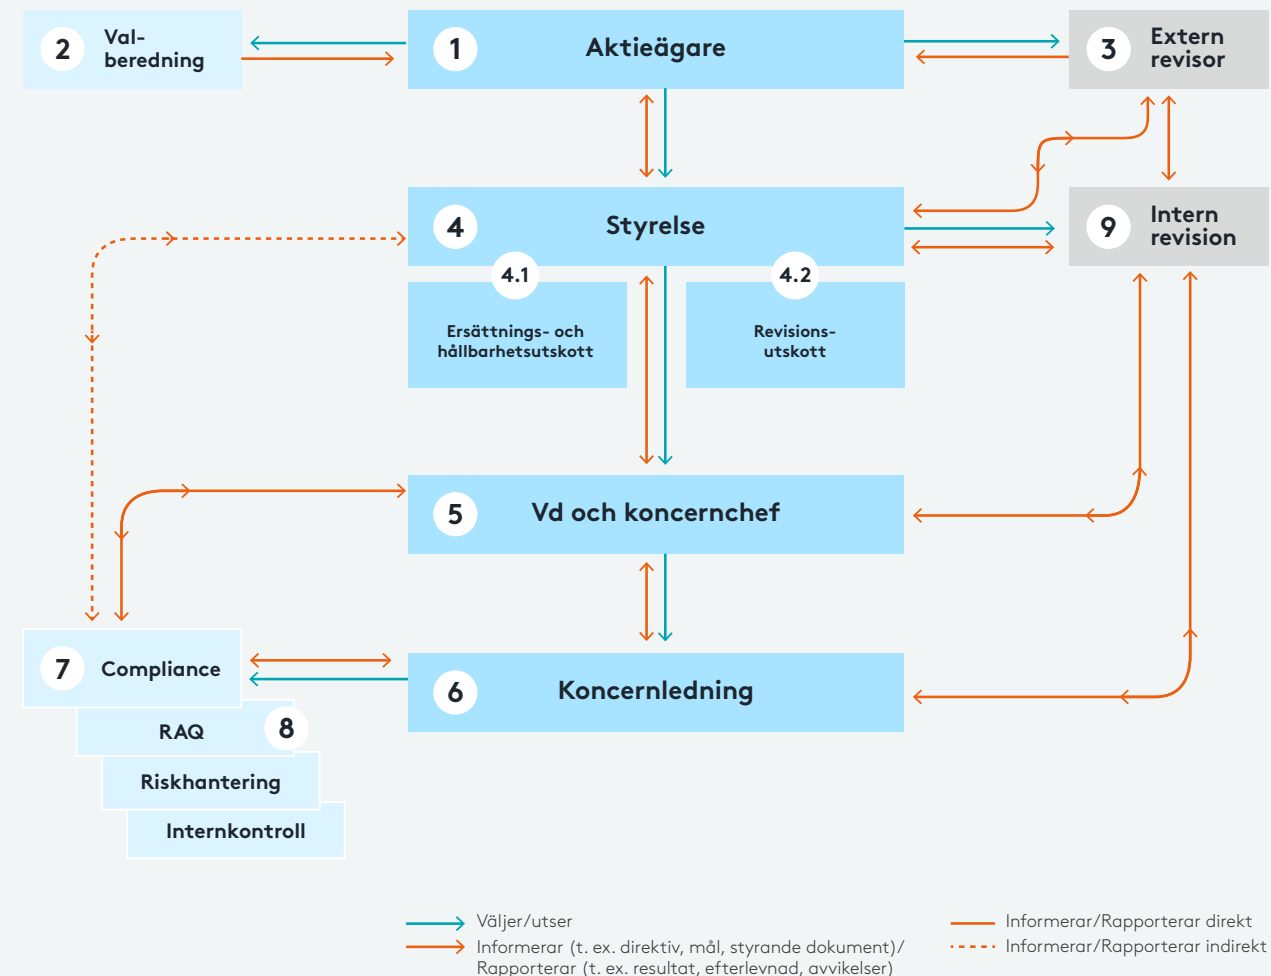 2
Val-
beredning
1
Aktieägare
3
Extern
revisor
4
Styrelse
9
Intern
revision
4.1
Ersättnings- och
hållbarhetsutskott
4.2
Revisions-
utskott
5
Vd och koncernchef
7
Compliance
6
Koncernledning
RAQ
8
Riskhantering
Internkontroll
Väljer/utser
Informerar (t. ex. direktiv, mål, styrande dokument)/
Rapporterar (t. ex. resultat, efterlevnad, avvikelser)
Informerar/Rapporterar direkt
Informerar/Rapporterar indirekt